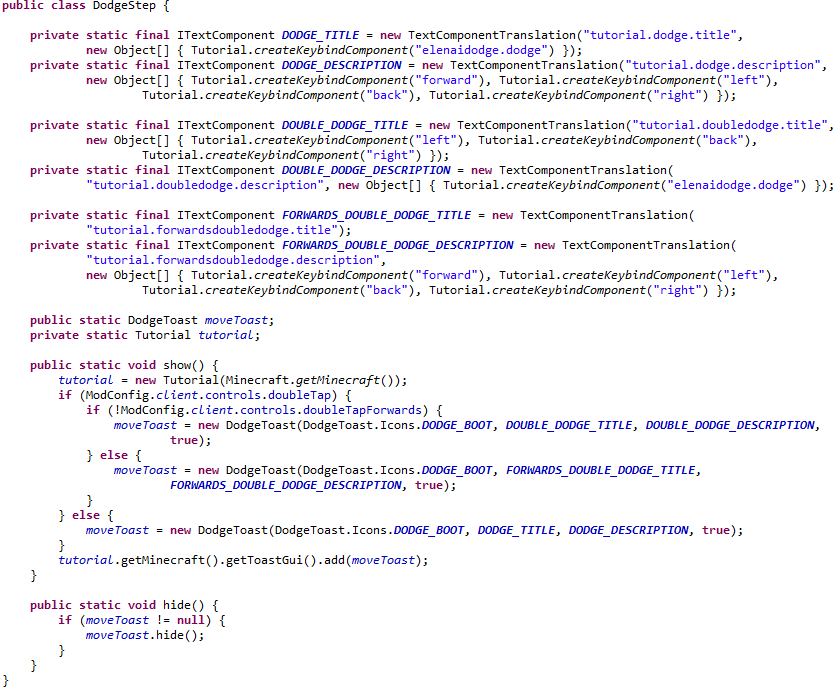 public class DodgeStep {
private static final ITextComponent DODGE_TITLE = new TextComponentTranslation("tutorial.dodge.title",
new Object[] { Tutorial.createKeybindComponent("elenaidodge.dodge") });
private static final ITextComponent DODGE_DESCRIPTION = new TextComponentTranslation("tutorial.dodge.description",
new Object[] { Tutorial.createKeybindComponent("forward"), Tutorial.createKeybindComponent("left"),
Tutorial.createKeybindComponent("back"), Tutorial.createKeybindComponent("right") });
private static final ITextComponent DOUBLE_DODGE_TITLE = new TextComponentTranslation("tutorial.doubledodge.title",
new Object[] { Tutorial.createKeybindComponent("left"), Tutorial.createKeybindComponent("back"),
Tutorial.createKeybindComponent("right") });
private static final ITextComponent DOUBLE_DODGE_DESCRIPTION = new TextComponentTranslation(
"tutorial.doubledodge.description", new Object[] { Tutorial.createKeybindComponent("elenaidodge.dodge") });
private static final ITextComponent FORWARDS_DOUBLE_DODGE_TITLE = new TextComponentTranslation(
"tutorial.forwardsdoubledodge.title");
private static final ITextComponent FORWARDS_DOUBLE_DODGE_DESCRIPTION = new TextComponentTranslation(
"tutorial.forwardsdoubledodge.description",
new Object[] { Tutorial.createKeybindComponent("forward"), Tutorial.createKeybindComponent("left"),
Tutorial.createKeybindComponent("back"), Tutorial.createKeybindComponent("right") });
public static DodgeToast moveToast;
private static Tutorial tutorial;
public static void show() {
tutorial = new Tutorial(Minecraft.getMinecraft());
if (ModConfig.client.controls.doubleTap) {
if (!ModConfig.client.controls.doubleTapForwards) {
moveToast = new DodgeToast(DodgeToast.Icons.DODGE_BOOT, DOUBLE_DODGE_TITLE, DOUBLE_DODGE_DESCRIPTION,
true);
} else {
moveToast = new DodgeToast(DodgeToast.Icons.DODGE_BOOT, FORWARDS_DOUBLE_DODGE_TITLE,
FORWARDS_DOUBLE_DODGE_DESCRIPTION, true);
}
} else {
moveToast = new DodgeToast(DodgeToast.Icons.DODGE_BOOT, DODGE_TITLE, DODGE_DESCRIPTION, true);
}
tutorial.getMinecraft().getToastGui().add(moveToast);
}
public static void hide() {
if (moveToast != null) {
moveToast.hide();
}
}
}